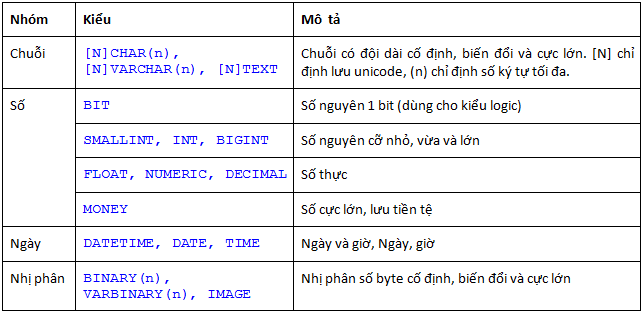 Nhóm Kiểu Mô tả
Chuỗi [N]CHAR(n), [N]VARCHAR(n), [N]TEXT Chuỗi có đội dài cố định, biến đổi và cực lớn. [N] chỉ định lưu unicode, (n) chỉ định số ký tự tối đa.
Số BIT Số nguyên 1 bit (dùng cho kiểu logic)
SMALLINT, INT, BIGINT Số nguyên cỡ nhỏ, vừa và lớn
FLOAT, NUMERIC, DECIMAL Số thực
MONEY Số cực lớn, lưu tiền tệ
Ngày DATETIME, DATE, TIME Ngày và giờ, Ngày, giờ
Nhị phân BINARY(n), VARBINARY(n), IMAGE Nhị phân số byte cố định, biến đổi và cực lớn